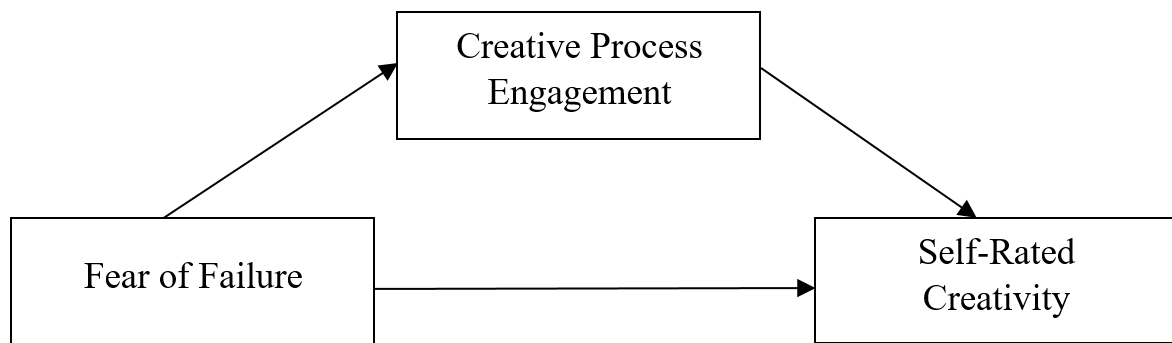 Creative Process
Engagement
Fear of Failure
Self-Rated
Creativity